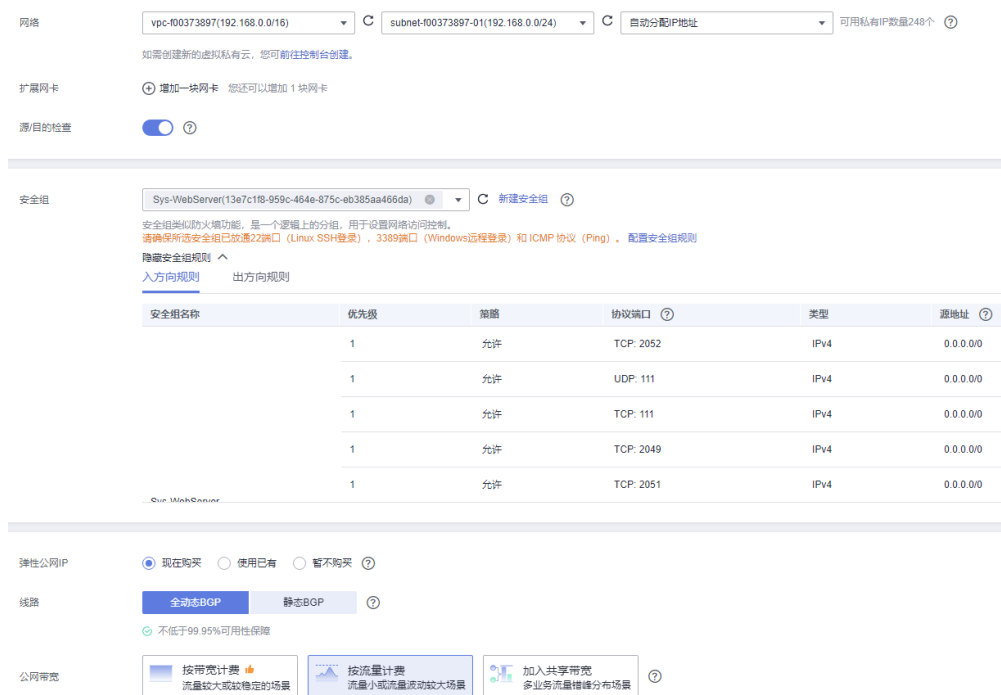 网络 vpc-f00373897(192.168.0.0/16) subnet-f00373897-01(192.168.0.0/24) 自动分配IP地址 可用私有IP数量248个
如需创建新的虚拟私有云，您可前往控制台创建。
扩展网卡 增加一块网卡 您还可以增加 1 块网卡
源/目的检查
安全组 Sys-WebServer(13e7c1f8-959c-464e-875c-eb385aa466da) 新建安全组
安全组类似防火墙功能，是一个逻辑上的分组，用于设置网络访问控制。
请确保所选安全组已放通22端口（Linux SSH登录），3389端口（Windows远程登录）和 ICMP 协议（Ping）。 配置安全组规则
隐藏安全组规则
入方向规则 出方向规则
安全组名称 优先级 策略 协议端口 类型 源地址
1 允许 TCP: 2052 IPv4 0.0.0.0/0
1 允许 UDP: 111 IPv4 0.0.0.0/0
1 允许 TCP: 111 IPv4 0.0.0.0/0
1 允许 TCP: 2049 IPv4 0.0.0.0/0
1 允许 TCP: 2051 IPv4 0.0.0.0/0
Sys-WebServer
弹性公网IP 现在购买 使用已有 暂不购买
线路 全动态BGP 静态BGP
不低于99.95%可用性保障
公网带宽 按带宽计费 按流量计费 加入共享带宽
流量较大或较稳定的场景 流量小或流量波动较大场景 多业务流量错峰分布场景